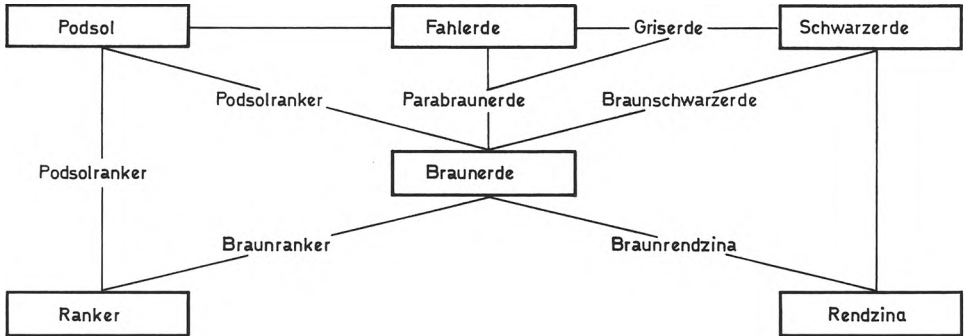 Podsol
Fahlerde
Griserde
Schwarzerde
Podsolranker
Parabraunerde
Braunschwarzerde
Podsolranker
Braunerde
Braunranker
Braunrendzina
Ranker
Rendzina